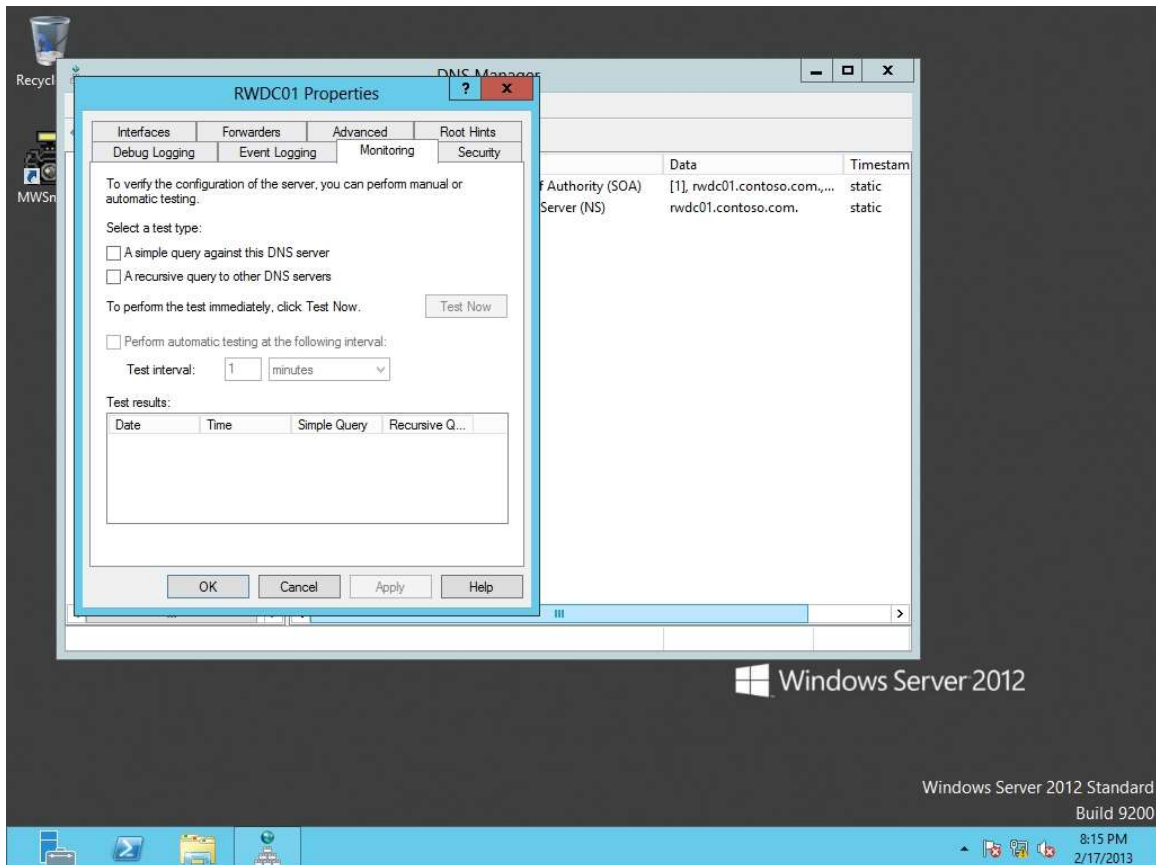 Recycl
MWSn
DNS Manager
RWDC01 Properties
?
x
X
Interfaces
Forwarders
Advanced
Root Hints
Debug Logging
Event Logging
Monitoring
Security
To verify the configuration of the server, you can perform manual or
automatic testing.
Select a test type:
A simple query against this DNS server
A recursive query to other DNS servers
To perform the test immediately, click Test Now.
Test Now
Perform automatic testing at the following interval:
Test interval:
1
minutes
Test results:
Date
Time
Simple Query
Recursive Q...
OK
Cancel
Apply
Help
Data
Timestam
f Authority (SOA)
[1], rwdc01.contoso.com.,...
static
Server (NS)
rwdc01.contoso.com.
static
Windows Server 2012
Windows Server 2012 Standard
Build 9200
8:15 PM
2/17/2013